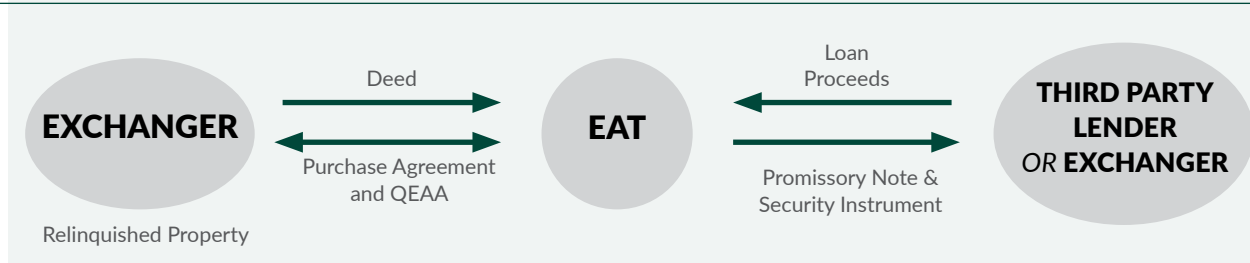 EXCHANGER
Relinquished Property
Deed
Purchase Agreement
and QEAA
EAT
Loan
Proceeds
Promissory Note &
Security Instrument
THIRD PARTY
LENDER
OR EXCHANGER